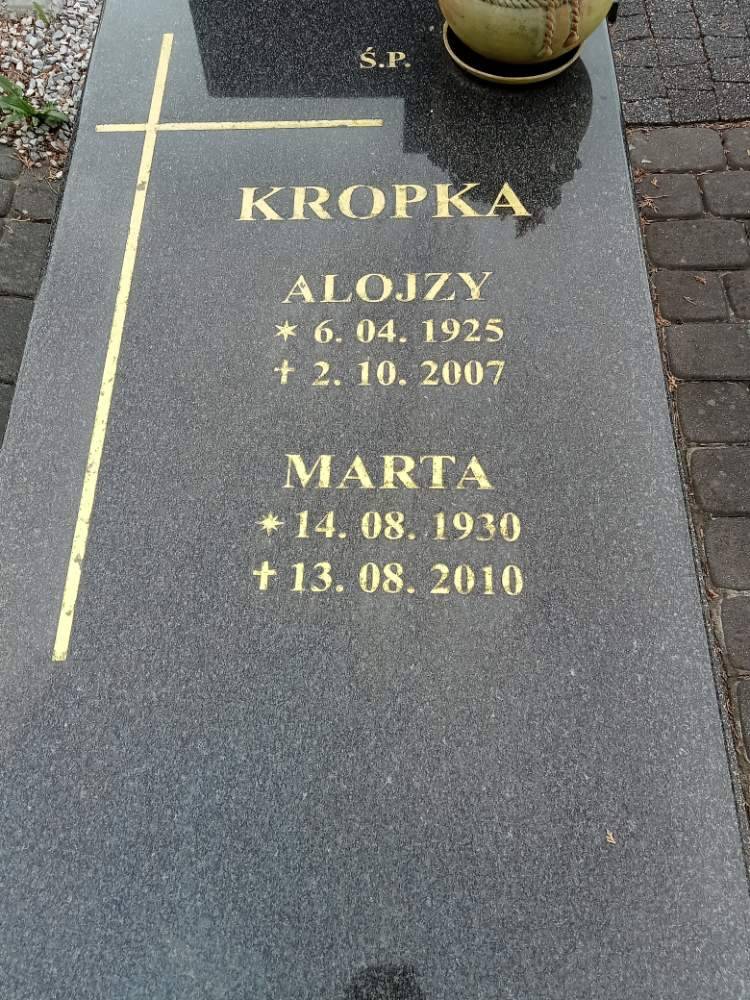 Ś.P.
KROPKA
ALOJZY
* 6. 04. 1925
✝ 2. 10. 2007
MARTA
* 14. 08. 1930
✝ 13. 08. 2010